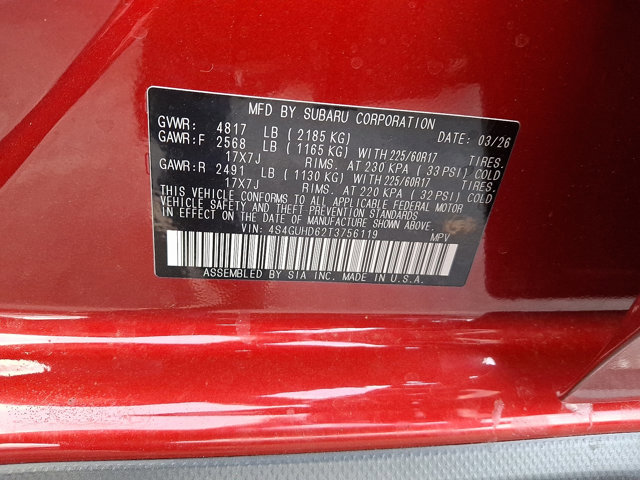 MFD BY SUBARU CORPORATION DATE: 03/26
GVWR: 4817 LB (2185 KG)
GAWR:F 2568 LB (1165 KG) WITH 225/60R17 TIRES.
17X7J RIMS. AT 230 KPA (33 PSI) COLD
GAWR:R 2491 LB (1130 KG) WITH 225/60R17 TIRES.
17X7J RIMS. AT 220 KPA (32 PSI) COLD
THIS VEHICLE CONFORMS TO ALL APPLICABLE FEDERAL MOTOR
VEHICLE SAFETY, BUMPER, AND THEFT PREVENTION STANDARDS
IN EFFECT ON THE DATE OF MANUFACTURE SHOWN ABOVE.
VIN: 4S4GUHD62T3756119 MPV
ASSEMBLED BY SIA INC. MADE IN U.S.A.